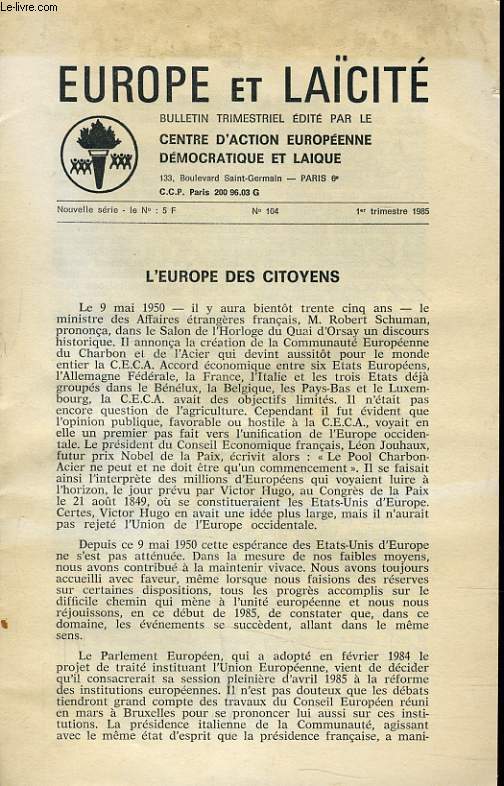 Le-livre.com
EUROPE ET LAÏCITÉ
BULLETIN TRIMESTRIEL ÉDITÉ PAR LE
CENTRE D'ACTION EUROPÉENNE
DÉMOCRATIQUE ET LAIQUE
133, Boulevard Saint-Germain — PARIS 6e
C.C.P. Paris 200 96.03 G
Nouvelle série - le N° : 5 F N° 104 1er trimestre 1985
L'EUROPE DES CITOYENS
Le 9 mai 1950 — il y aura bientôt trente cinq ans — le
ministre des Affaires étrangères français, M. Robert Schuman,
prononça, dans le Salon de l'Horloge du Quai d'Orsay un discours
historique. Il annonça la création de la Communauté Européenne
du Charbon et de l'Acier qui devint aussitôt pour le monde
entier la C.E.C.A. Accord économique entre six Etats Européens,
l'Allemagne Fédérale, la France, l'Italie et les trois Etats déjà
groupés dans le Bénélux, la Belgique, les Pays-Bas et le Luxem-
bourg, la C.E.C.A. avait des objectifs limités. Il n'était pas
encore question de l'agriculture. Cependant il fut évident que
l'opinion publique, favorable ou hostile à la C.E.C.A., voyait en
elle un premier pas fait vers l'unification de l'Europe occiden-
tale. Le président du Conseil Economique français, Léon Jouhaux,
futur prix Nobel de la Paix, écrivit alors : « Le Pool Charbon-
Acier ne peut et ne doit être qu'un commencement ». Il se faisait
ainsi l'interprète des millions d'Européens qui voyaient luire à
l'horizon, le jour prévu par Victor Hugo, au Congrès de la Paix
le 21 août 1849, où se constitueraient les Etats-Unis d'Europe.
Certes, Victor Hugo en avait une idée plus large, mais il n'aurait
pas rejeté l'Union de l'Europe occidentale.
Depuis ce 9 mai 1950 cette espérance des Etats-Unis d'Europe
ne s'est pas atténuée. Dans la mesure de nos faibles moyens,
nous avons contribué à la maintenir vivace. Nous avons toujours
accueilli avec faveur, même lorsque nous faisions des réserves
sur certaines dispositions, tous les progrès accomplis sur le
difficile chemin qui mène à l'unité européenne et nous nous
réjouissons, en ce début de 1985, de constater que, dans ce
domaine, les événements se succèdent, allant dans le même
sens.
Le Parlement Européen, qui a adopté en février 1984 le
projet de traité instituant l'Union Européenne, vient de décider
qu'il consacrerait sa session pleinière d'avril 1985 à la réforme
des institutions européennes. Il n'est pas douteux que les débats
tiendront grand compte des travaux du Conseil Européen réuni
en mars à Bruxelles pour se prononcer lui aussi sur ces insti-
tutions. La présidence italienne de la Communauté, agissant
avec le même état d'esprit que la présidence française, a mani-